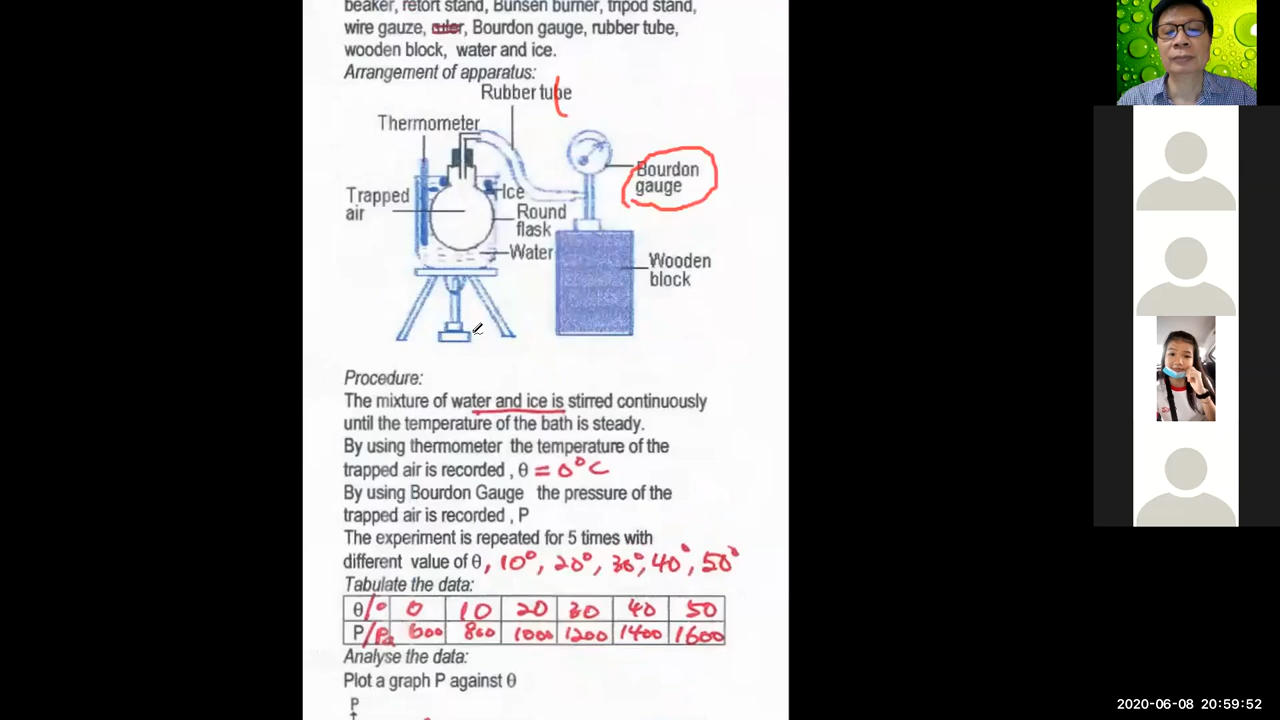 beaker, retort stand, Bunsen burner, tripod stand,
wire gauze, ruler, Bourdon gauge, rubber tube,
wooden block, water and ice.
Arrangement of apparatus:
Rubber tube
Thermometer
Bourdon
gauge
Trapped
air
Ice
Round
flask
Water
Wooden
block
Procedure:
The mixture of water and ice is stirred continuously
until the temperature of the bath is steady.
By using thermometer the temperature of the
trapped air is recorded , θ = 0°C
By using Bourdon Gauge the pressure of the
trapped air is recorded , P
The experiment is repeated for 5 times with
different value of θ, 10°, 20°, 30°, 40°, 50°
Tabulate the data:
θ/° 0 10 20 30 40 50
P/Pa 600 800 1000 1200 1400 1600
Analyse the data:
Plot a graph P against θ
P
2020-06-08 20:59:52